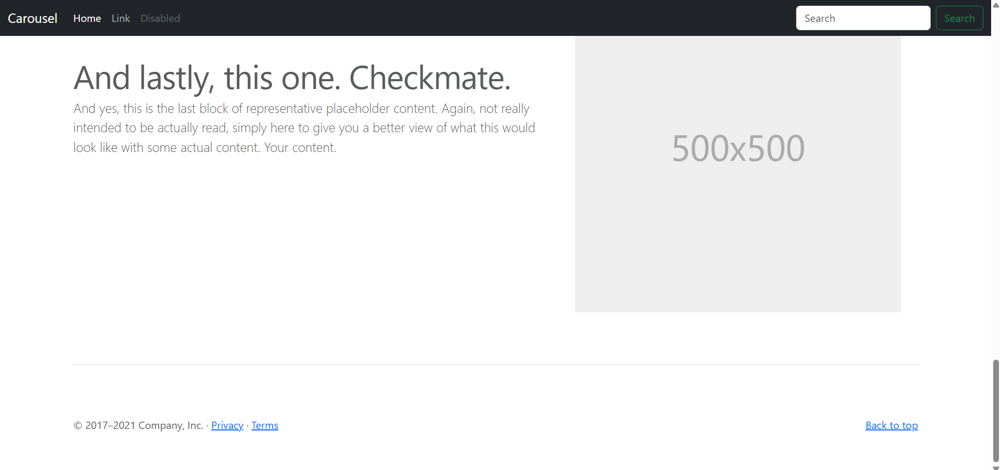 Carousel Home Link Disabled Search Search
And lastly, this one. Checkmate.
And yes, this is the last block of representative placeholder content. Again, not really
intended to be actually read, simply here to give you a better view of what this would
look like with some actual content. Your content.
500x500
© 2017–2021 Company, Inc. · Privacy · Terms
Back to top